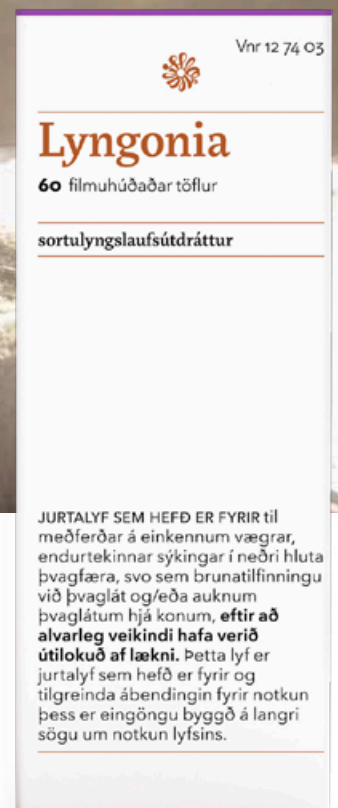 Vnr 12 74 03
Lyngonia
60 filmuhúðaðar töflur
sortulyngslaufsútdráttur
JURTALYF SEM HEFÐ ER FYRIR til
meðferðar á einkennum vægrar,
endurtekinnar sýkingar í neðri hluta
þvagfæra, svo sem brunatilfinningu
við þvaglát og/eða auknum
þvaglátum hjá konum, eftir að
alvarleg veikindi hafa verið
útilokuð af lækni. Þetta lyf er
jurtalyf sem hefð er fyrir og
tilgreinda ábendingin fyrir notkun
þess er eingöngu byggð á langri
sögu um notkun lyfsins.